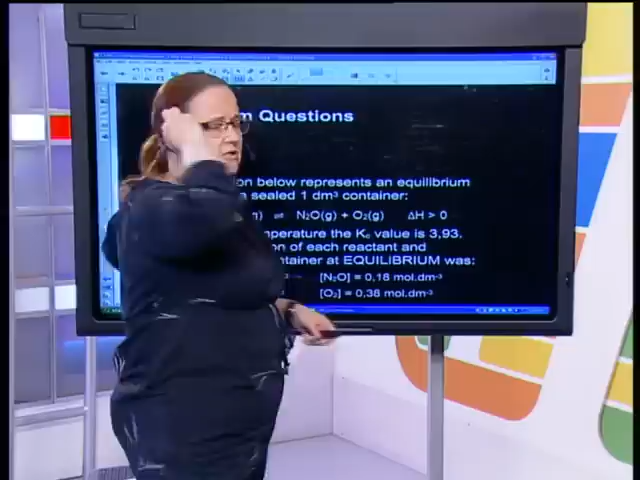 m Questions
on below represents an equilibrium
sealed 1 dm³ container:
⇌ N₂O(g) + O₂(g) ΔH > 0
mperature the K꜀ value is 3,93.
on of each reactant and
ntainer at EQUILIBRIUM was:
[N₂O] = 0,18 mol.dm⁻³
[O₂] = 0,38 mol.dm⁻³